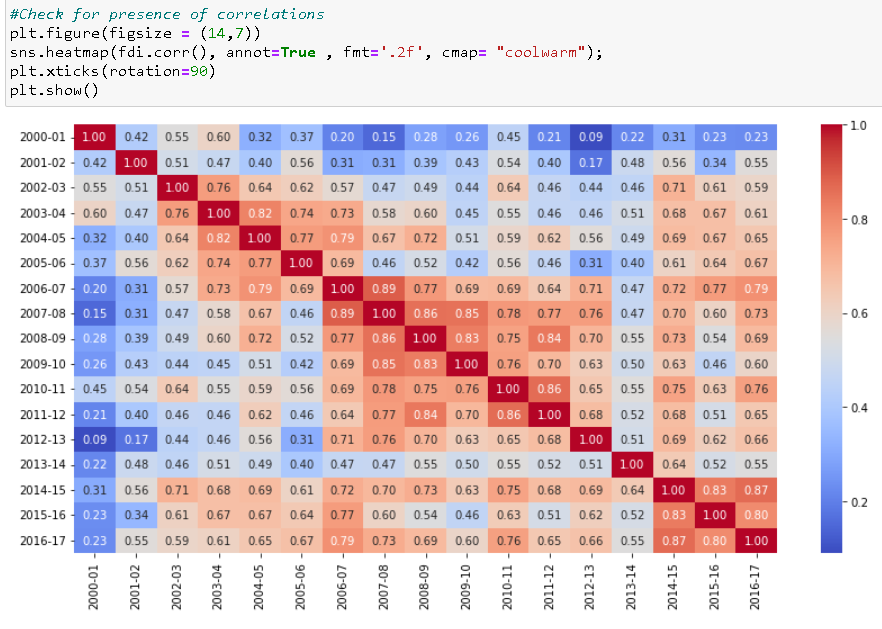 #Check for presence of correlations
plt.figure(figsize = (14,7))
sns.heatmap(fdi.corr(), annot=True , fmt='.2f', cmap= "coolwarm");
plt.xticks(rotation=90)
plt.show()
2000-01 1.00 0.42 0.55 0.60 0.32 0.37 0.20 0.15 0.28 0.26 0.45 0.21 0.09 0.22 0.31 0.23 0.23
2001-02 0.42 1.00 0.51 0.47 0.40 0.56 0.31 0.31 0.39 0.43 0.54 0.40 0.17 0.48 0.56 0.34 0.55
2002-03 0.55 0.51 1.00 0.76 0.64 0.62 0.57 0.47 0.49 0.44 0.64 0.46 0.44 0.46 0.71 0.61 0.59
2003-04 0.60 0.47 0.76 1.00 0.82 0.74 0.73 0.58 0.60 0.45 0.55 0.46 0.46 0.51 0.68 0.67 0.61
2004-05 0.32 0.40 0.64 0.82 1.00 0.77 0.79 0.67 0.72 0.51 0.59 0.62 0.56 0.49 0.69 0.67 0.65
2005-06 0.37 0.56 0.62 0.74 0.77 1.00 0.69 0.46 0.52 0.42 0.56 0.46 0.31 0.40 0.61 0.64 0.67
2006-07 0.20 0.31 0.57 0.73 0.79 0.69 1.00 0.89 0.77 0.69 0.69 0.64 0.71 0.47 0.72 0.77 0.79
2007-08 0.15 0.31 0.47 0.58 0.67 0.46 0.89 1.00 0.86 0.85 0.78 0.77 0.76 0.47 0.70 0.60 0.73
2008-09 0.28 0.39 0.49 0.60 0.72 0.52 0.77 0.86 1.00 0.83 0.75 0.84 0.70 0.55 0.73 0.54 0.69
2009-10 0.26 0.43 0.44 0.45 0.51 0.42 0.69 0.85 0.83 1.00 0.76 0.70 0.63 0.50 0.63 0.46 0.60
2010-11 0.45 0.54 0.64 0.55 0.59 0.56 0.69 0.78 0.75 0.76 1.00 0.86 0.65 0.55 0.75 0.63 0.76
2011-12 0.21 0.40 0.46 0.46 0.62 0.46 0.64 0.77 0.84 0.70 0.86 1.00 0.68 0.52 0.68 0.51 0.65
2012-13 0.09 0.17 0.44 0.46 0.56 0.31 0.71 0.76 0.70 0.63 0.65 0.68 1.00 0.51 0.69 0.62 0.66
2013-14 0.22 0.48 0.46 0.51 0.49 0.40 0.47 0.47 0.55 0.50 0.55 0.52 0.51 1.00 0.64 0.52 0.55
2014-15 0.31 0.56 0.71 0.68 0.69 0.61 0.72 0.70 0.73 0.63 0.75 0.68 0.69 0.64 1.00 0.83 0.87
2015-16 0.23 0.34 0.61 0.67 0.67 0.64 0.77 0.60 0.54 0.46 0.63 0.51 0.62 0.52 0.83 1.00 0.80
2016-17 0.23 0.55 0.59 0.61 0.65 0.67 0.79 0.73 0.69 0.60 0.76 0.65 0.66 0.55 0.87 0.80 1.00
2000-01 2001-02 2002-03 2003-04 2004-05 2005-06 2006-07 2007-08 2008-09 2009-10 2010-11 2011-12 2012-13 2013-14 2014-15 2015-16 2016-17
1.0
0.8
0.6
0.4
0.2